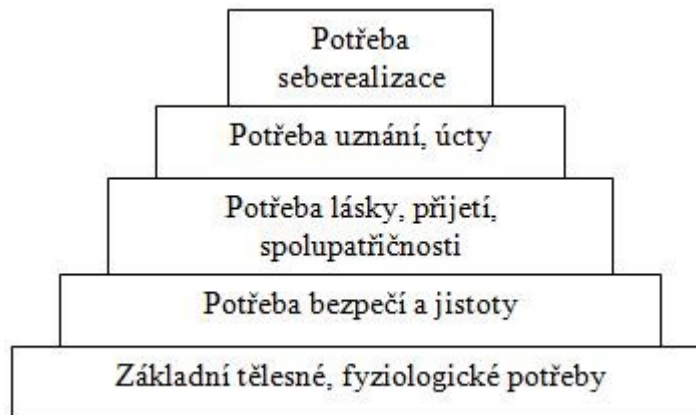 Potřeba
seberealizace
Potřeba uznání, úcty
Potřeba lásky, přijetí,
spolupatřičnosti
Potřeba bezpečí a jistoty
Základní tělesné, fyziologické potřeby